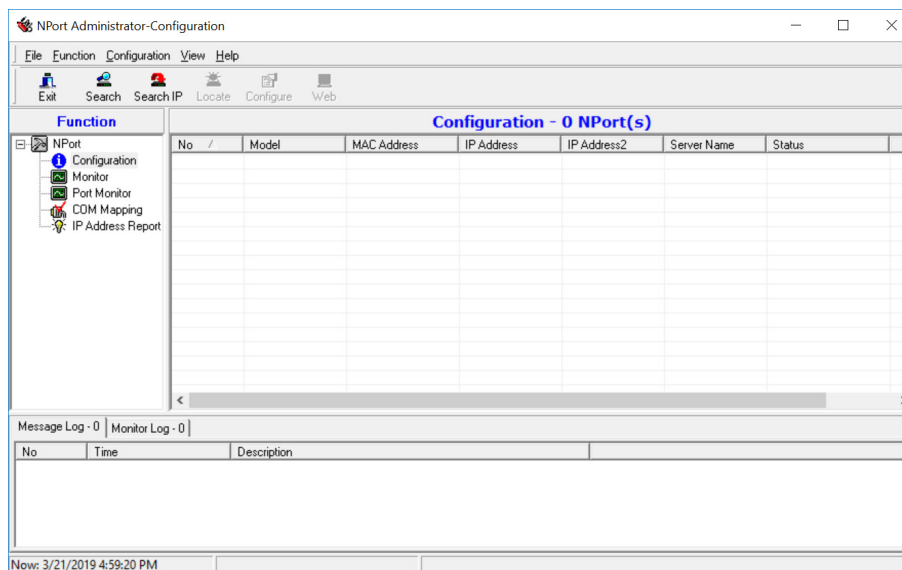 NPort Administrator-Configuration
File Function Configuration View Help
Exit Search Search IP Locate Configure Web
Function
Configuration - 0 NPort(s)
NPort
Configuration
Monitor
Port Monitor
COM Mapping
IP Address Report
No / Model MAC Address IP Address IP Address2 Server Name Status
Message Log - 0 Monitor Log - 0
No Time Description
Now: 3/21/2019 4:59:20 PM